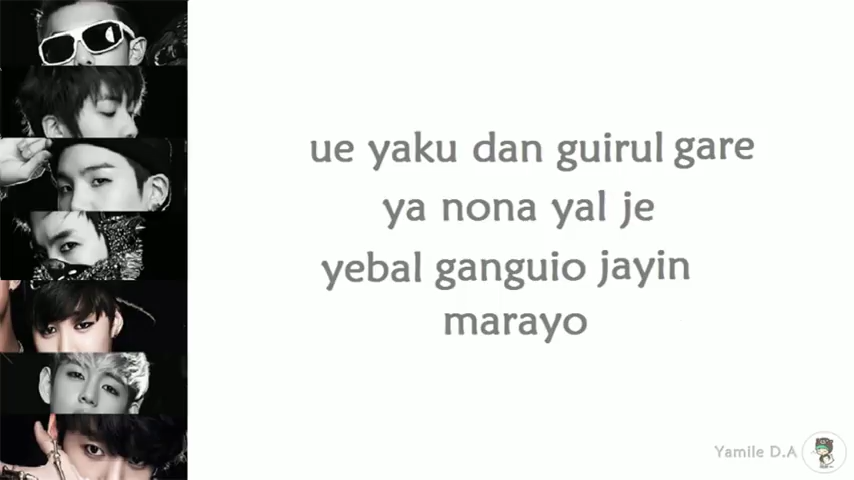 ue yaku dan guirul gare
ya nona yal je
yebal ganguio jayin
marayo
Yamile D.A